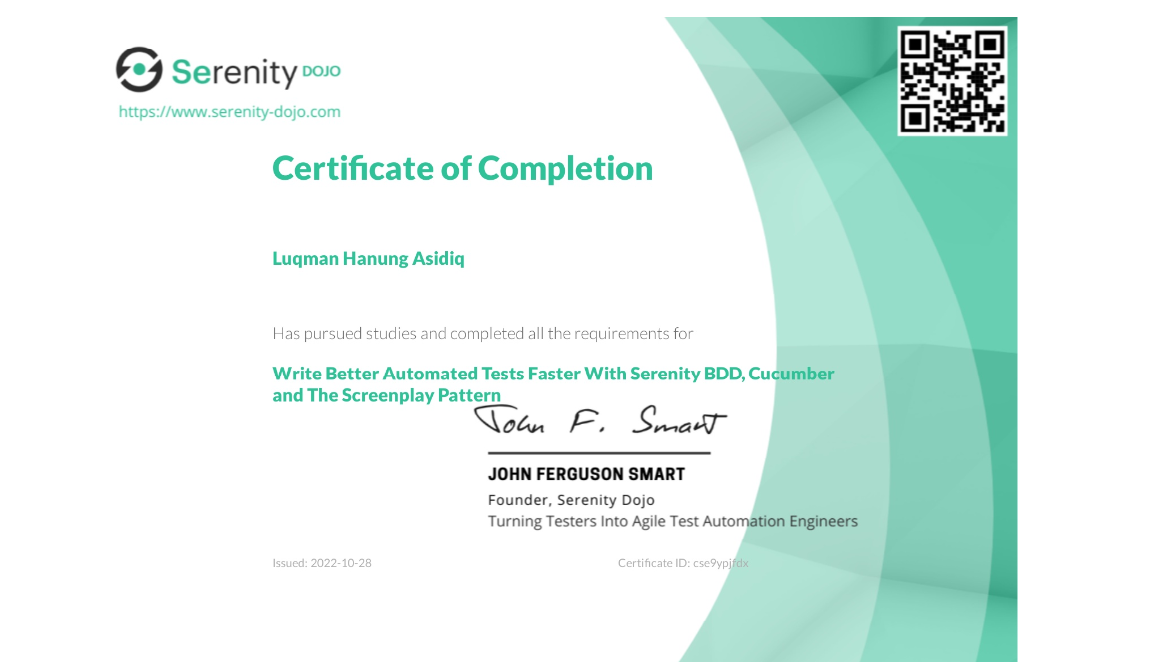 Serenity DOJO
https://www.serenity-dojo.com
Certificate of Completion
Luqman Hanung Asidiq
Has pursued studies and completed all the requirements for
Write Better Automated Tests Faster With Serenity BDD, Cucumber
and The Screenplay Pattern
John F. Smart
JOHN FERGUSON SMART
Founder, Serenity Dojo
Turning Testers Into Agile Test Automation Engineers
Issued: 2022-10-28
Certificate ID: cse9ypjfdx